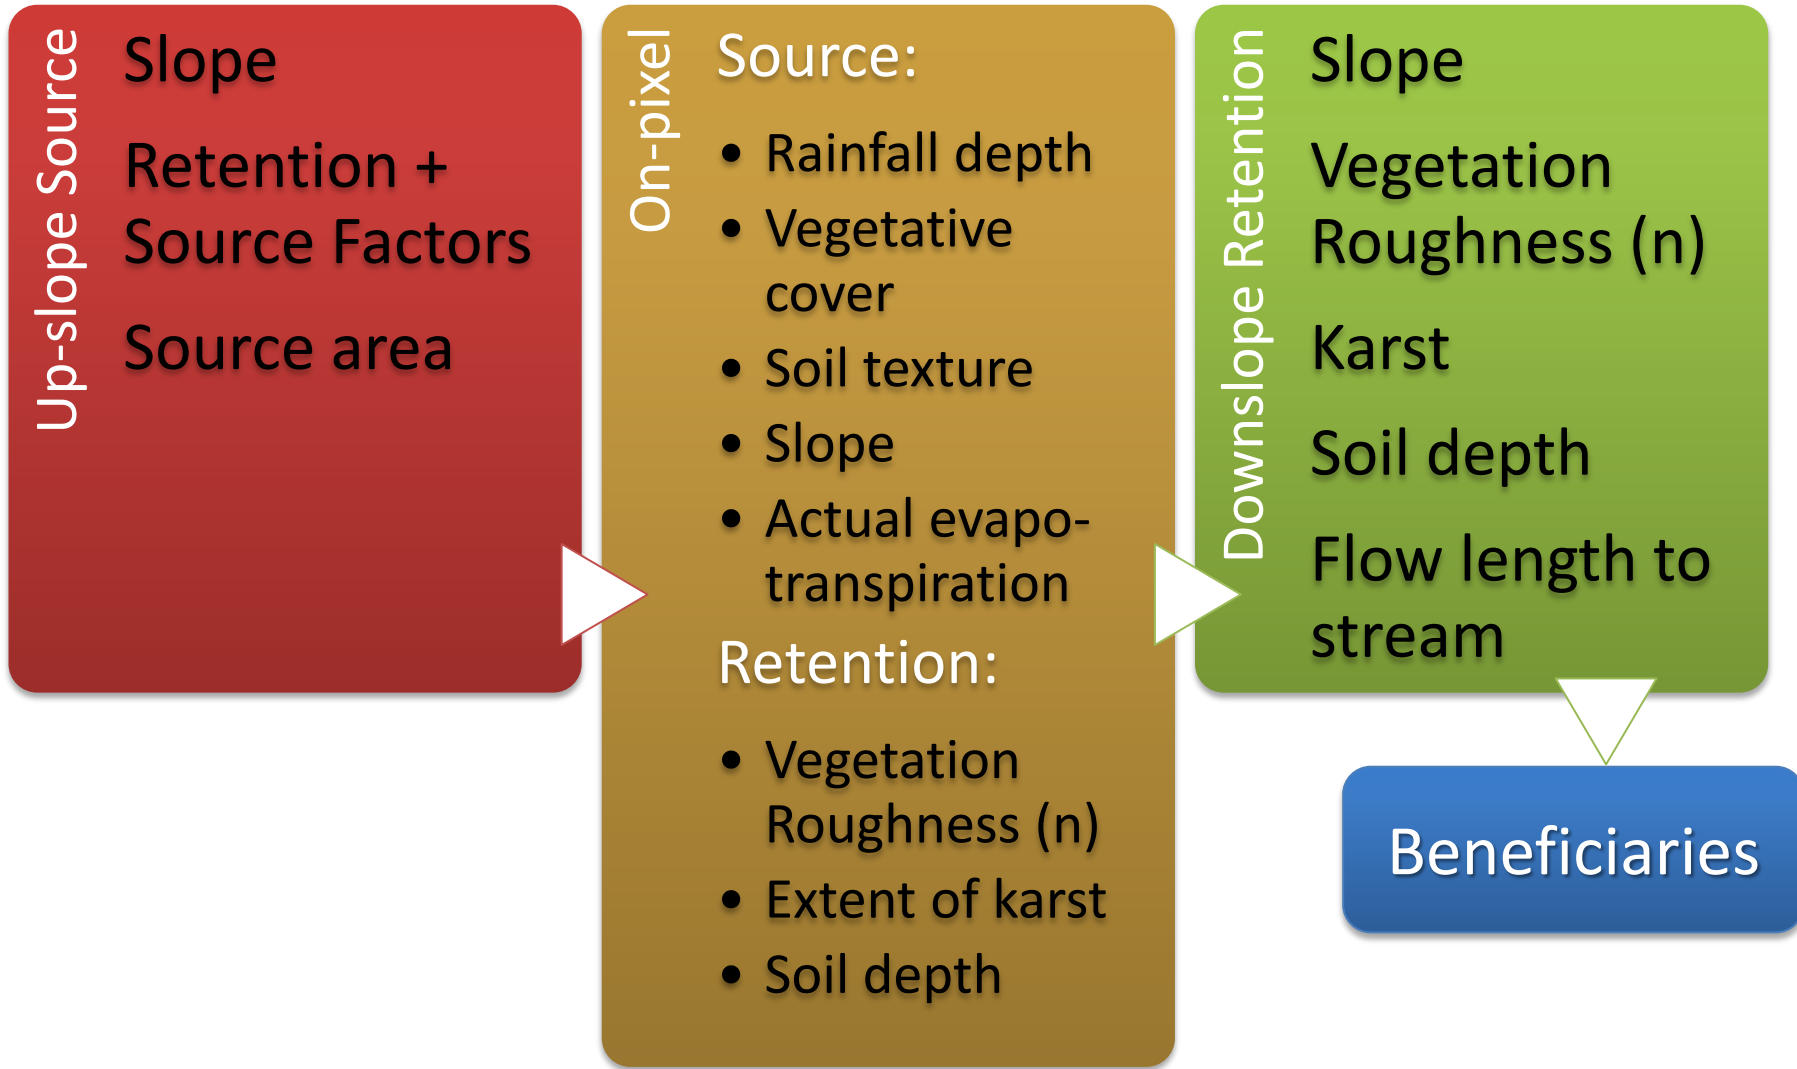 Up-slope Source
Slope
Retention +
Source Factors
Source area
On-pixel
Source:
• Rainfall depth
• Vegetative
cover
• Soil texture
• Slope
• Actual evapo-
transpiration
Retention:
• Vegetation
Roughness (n)
• Extent of karst
• Soil depth
Downslope Retention
Slope
Vegetation
Roughness (n)
Karst
Soil depth
Flow length to
stream
Beneficiaries